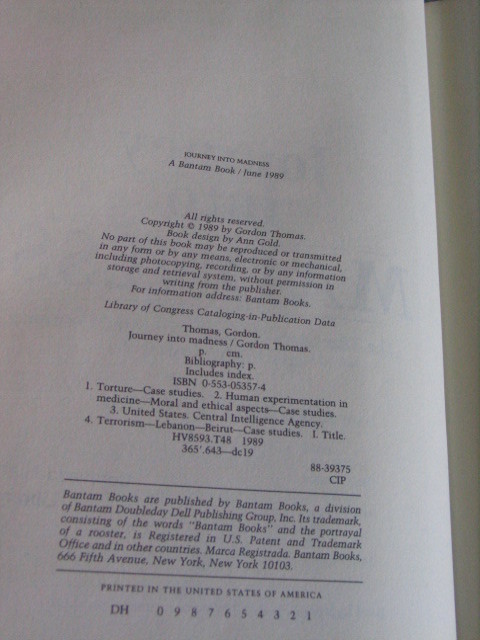 JOURNEY INTO MADNESS
A Bantam Book / June 1989
All rights reserved.
Copyright © 1989 by Gordon Thomas.
Book design by Ann Gold.
No part of this book may be reproduced or transmitted
in any form or by any means, electronic or mechanical,
including photocopying, recording, or by any information
storage and retrieval system, without permission in
writing from the publisher.
For information address: Bantam Books.
Library of Congress Cataloging-in-Publication Data
Thomas, Gordon.
Journey into madness / Gordon Thomas.
p. cm.
Bibliography: p.
Includes index.
ISBN 0-553-05357-4
1. Torture—Case studies. 2. Human experimentation in
medicine—Moral and ethical aspects—Case studies.
3. United States. Central Intelligence Agency.
4. Terrorism—Lebanon—Beirut—Case studies. I. Title.
HV8593.T48 1989
365'.643—dc19
88-39375
CIP
Bantam Books are published by Bantam Books, a division
of Bantam Doubleday Dell Publishing Group, Inc. Its trademark,
consisting of the words "Bantam Books" and the portrayal
of a rooster, is Registered in U.S. Patent and Trademark
Office and in other countries. Marca Registrada. Bantam Books,
666 Fifth Avenue, New York, New York 10103.
PRINTED IN THE UNITED STATES OF AMERICA
DH 0 9 8 7 6 5 4 3 2 1